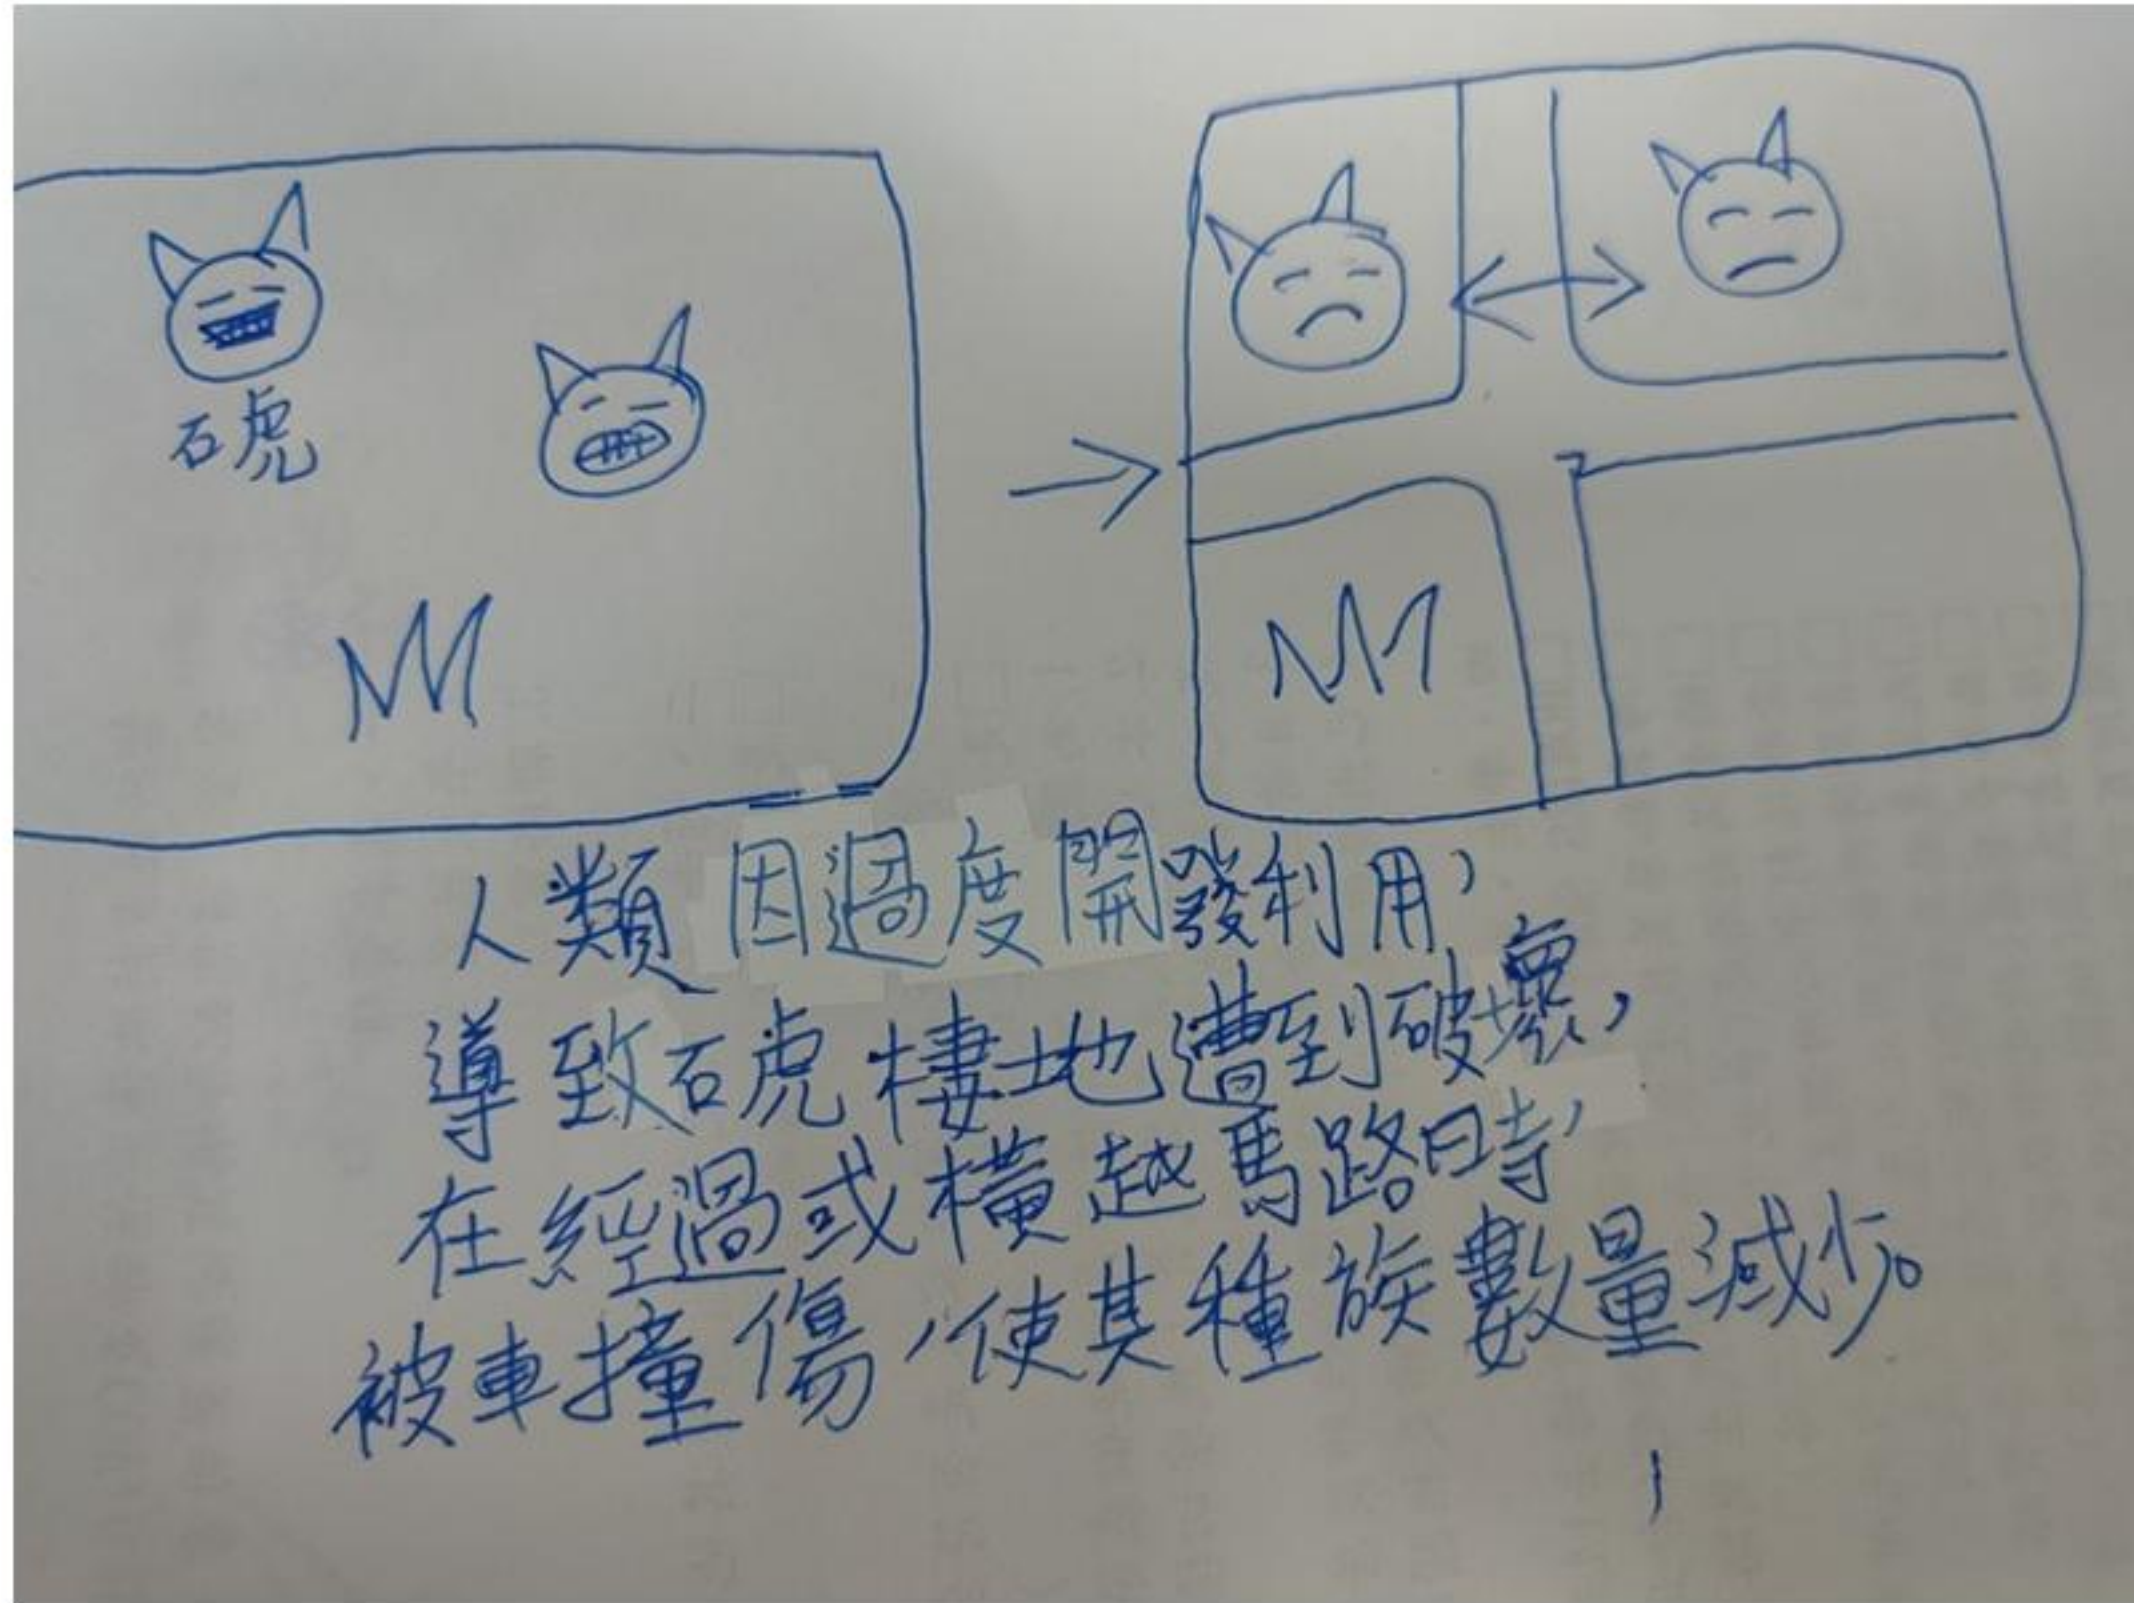 石虎
人類因過度開發利用,
導致石虎棲地遭到破壞,
在經過或橫越馬路時,
被車撞傷,使其種族數量減少。